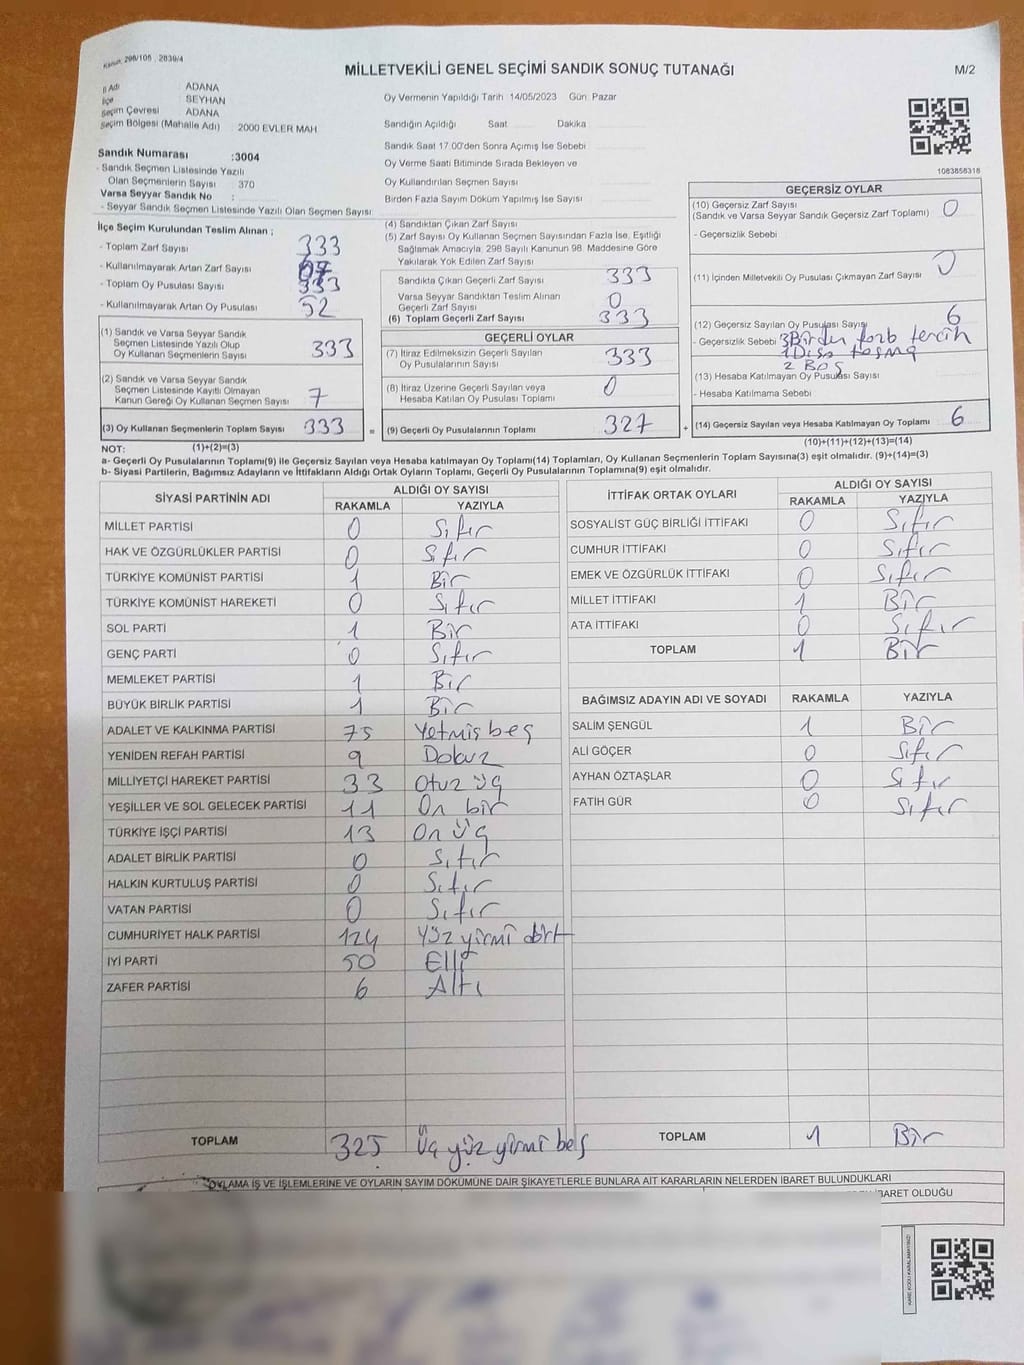 Kanun: 298/105 , 2839/4
MİLLETVEKİLİ GENEL SEÇİMİ SANDIK SONUÇ TUTANAĞI
M/2
İl Adı ADANA
İlçe SEYHAN
Seçim Çevresi ADANA
Seçim Bölgesi (Mahalle Adı) : 2000 EVLER MAH.
Sandık Numarası :3004
- Sandık Seçmen Listesinde Yazılı
Olan Seçmenlerin Sayısı : 370
Varsa Seyyar Sandık No :
- Seyyar Sandık Seçmen Listesinde Yazılı Olan Seçmen Sayısı
Oy Vermenin Yapıldığı Tarih 14/05/2023 Gün: Pazar
Sandığın Açıldığı Saat Dakika
Sandık Saat 17.00'den Sonra Açımış İse Sebebi
Oy Verme Saati Bitiminde Sırada Bekleyen ve
Oy Kullandırılan Seçmen Sayısı
Birden Fazla Sayım Döküm Yapılmış İse Sayısı
1083858318
İlçe Seçim Kurulundan Teslim Alınan ;
- Toplam Zarf Sayısı 333
- Kullanılmayarak Artan Zarf Sayısı
- Toplam Oy Pusulası Sayısı 333
- Kullanılmayarak Artan Oy Pusulası 52
(1) Sandık ve Varsa Seyyar Sandık
Seçmen Listesinde Yazılı Olup
Oy Kullanan Seçmenlerin Sayısı 333
(2) Sandık ve Varsa Seyyar Sandık
Seçmen Listesinde Kayıtlı Olmayan
Kanun Gereği Oy Kullanan Seçmen Sayısı 7
(3) Oy Kullanan Seçmenlerin Toplam Sayısı 333 =
(1)+(2)=(3)
(4) Sandıktan Çıkan Zarf Sayısı
(5) Zarf Sayısı Oy Kullanan Seçmen Sayısından Fazla İse, Eşitliği
Sağlamak Amacıyla, 298 Sayılı Kanunun 98. Maddesine Göre
Yakılarak Yok Edilen Zarf Sayısı
Sandıkta Çıkan Geçerli Zarf Sayısı 333
Varsa Seyyar Sandıktan Teslim Alınan
Geçerli Zarf Sayısı 0
(6) Toplam Geçerli Zarf Sayısı 333
GEÇERLİ OYLAR
(7) İtiraz Edilmeksizin Geçerli Sayılan
Oy Pusulalarının Sayısı 333
(8) İtiraz Üzerine Geçerli Sayılan veya
Hesaba Katılan Oy Pusulası Toplamı 0
(9) Geçerli Oy Pusulalarının Toplamı 327 +
GEÇERSİZ OYLAR
(10) Geçersiz Zarf Sayısı
(Sandık ve Varsa Seyyar Sandık Geçersiz Zarf Toplamı) 0
- Geçersizlik Sebebi
(11) İçinden Milletvekili Oy Pusulası Çıkmayan Zarf Sayısı 0
(12) Geçersiz Sayılan Oy Pusulası Sayısı 6
- Geçersizlik Sebebi 3 Birden fazla tercih
1 Dışa taşma
2 Boş
(13) Hesaba Katılmayan Oy Pusulası Sayısı
- Hesaba Katılmama Sebebi
(14) Geçersiz Sayılan veya Hesaba Katılmayan Oy Toplamı 6
(10)+(11)+(12)+(13)=(14)
NOT:
a- Geçerli Oy Pusulalarının Toplamı(9) ile Geçersiz Sayılan veya Hesaba katılmayan Oy Toplamı(14) Toplamları, Oy Kullanan Seçmenlerin Toplam Sayısına(3) eşit olmalıdır. (9)+(14)=(3)
b- Siyasi Partilerin, Bağımsız Adayların ve İttifakların Aldığı Ortak Oyların Toplamı, Geçerli Oy Pusulalarının Toplamına(9) eşit olmalıdır.
SİYASİ PARTİNİN ADI ALDIĞI OY SAYISI
RAKAMLA YAZIYLA
MİLLET PARTİSİ 0 Sıfır
HAK VE ÖZGÜRLÜKLER PARTİSİ 0 Sıfır
TÜRKİYE KOMÜNİST PARTİSİ 1 Bir
TÜRKİYE KOMÜNİST HAREKETİ 0 Sıfır
SOL PARTİ 1 Bir
GENÇ PARTİ 0 Sıfır
MEMLEKET PARTİSİ 1 Bir
BÜYÜK BİRLİK PARTİSİ 1 Bir
ADALET VE KALKINMA PARTİSİ 75 Yetmiş beş
YENİDEN REFAH PARTİSİ 9 Dokuz
MİLLİYETÇİ HAREKET PARTİSİ 33 Otuz üç
YEŞİLLER VE SOL GELECEK PARTİSİ 11 On bir
TÜRKİYE İŞÇİ PARTİSİ 13 On üç
ADALET BİRLİK PARTİSİ 0 Sıfır
HALKIN KURTULUŞ PARTİSİ 0 Sıfır
VATAN PARTİSİ 0 Sıfır
CUMHURİYET HALK PARTİSİ 124 Yüz yirmi dört
İYİ PARTİ 50 Elli
ZAFER PARTİSİ 6 Altı
TOPLAM 325 Üç yüz yirmi beş
İTTİFAK ORTAK OYLARI ALDIĞI OY SAYISI
RAKAMLA YAZIYLA
SOSYALİST GÜÇ BİRLİĞİ İTTİFAKI 0 Sıfır
CUMHUR İTTİFAKI 0 Sıfır
EMEK VE ÖZGÜRLÜK İTTİFAKI 0 Sıfır
MİLLET İTTİFAKI 1 Bir
ATA İTTİFAKI 0 Sıfır
TOPLAM 1 Bir
BAĞIMSIZ ADAYIN ADI VE SOYADI RAKAMLA YAZIYLA
SALİM ŞENGÜL 1 Bir
ALİ GÖÇER 0 Sıfır
AYHAN ÖZTAŞLAR 0 Sıfır
FATİH GÜR 0 Sıfır
TOPLAM 1 Bir
OYLAMA İŞ VE İŞLEMLERİNE VE OYLARIN SAYIM DÖKÜMÜNE DAİR ŞİKAYETLERLE BUNLARA AİT KARARLARIN NELERDEN İBARET BULUNDUKLARI
İBARET OLDUĞU
KARE KODU KARALAMAYINIZ!